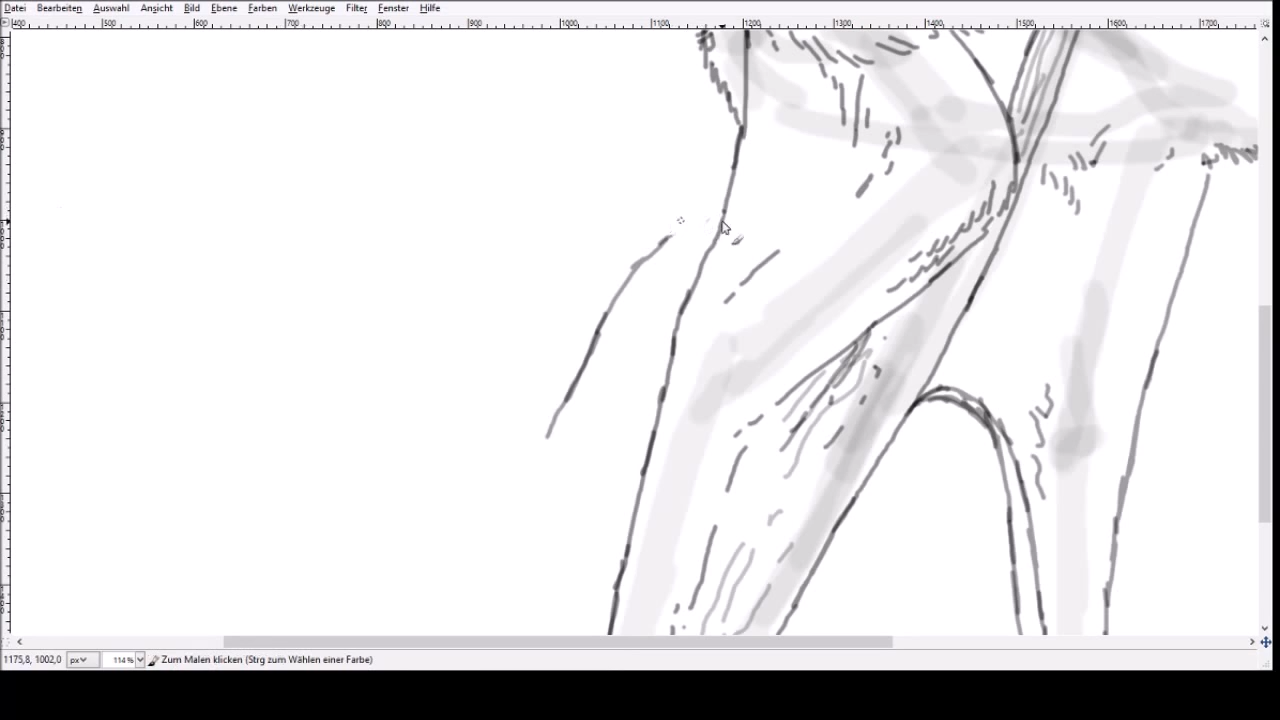 Datei Bearbeiten Auswahl Ansicht Bild Ebene Farben Werkzeuge Filter Fenster Hilfe
400 500 600 700 800 900 1000 1100 1200 1300 1400 1500 1600 1700
1175,8, 1002,0 px 114 % Zum Malen klicken (Strg zum Wählen einer Farbe)